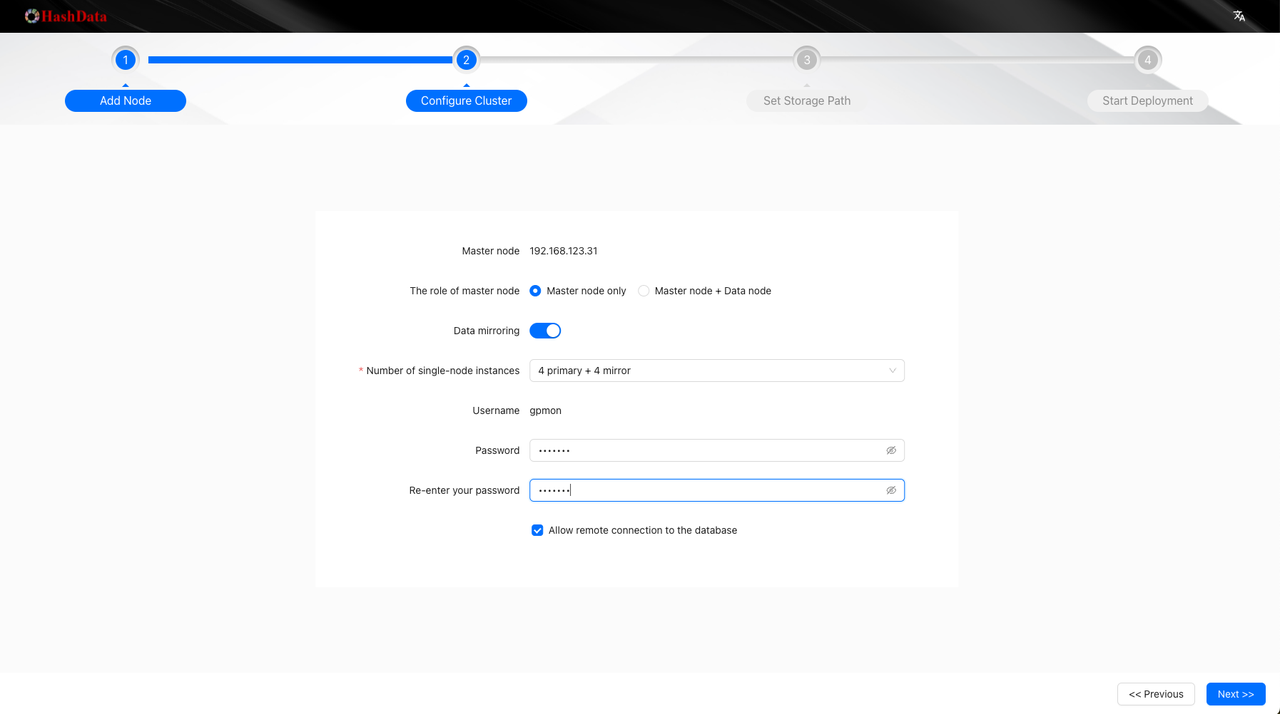 HashData
1 2 3 4
Add Node Configure Cluster Set Storage Path Start Deployment
Master node 192.168.123.31
The role of master node Master node only Master node + Data node
Data mirroring
* Number of single-node instances 4 primary + 4 mirror
Username gpmon
Password •••••••
Re-enter your password •••••••
Allow remote connection to the database
<< Previous Next >>